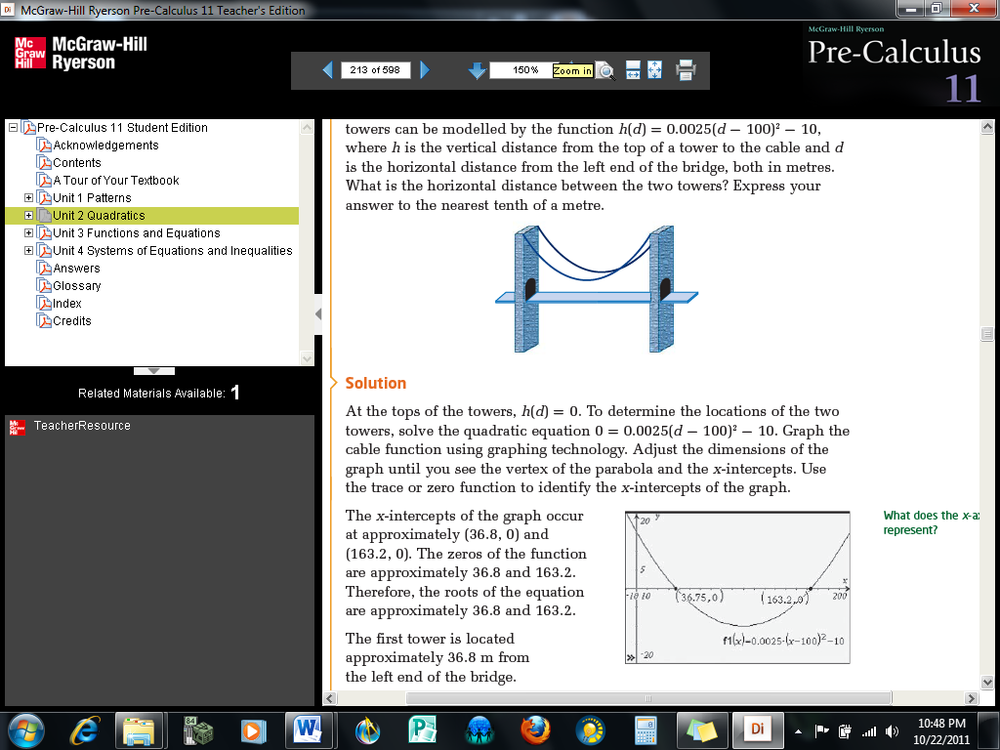 McGraw-Hill Ryerson Pre-Calculus 11 Teacher's Edition
Mc Graw Hill
McGraw-Hill
Ryerson
213 of 598
150%
Zoom in
McGraw-Hill Ryerson
Pre-Calculus
11
Pre-Calculus 11 Student Edition
Acknowledgements
Contents
A Tour of Your Textbook
Unit 1 Patterns
Unit 2 Quadratics
Unit 3 Functions and Equations
Unit 4 Systems of Equations and Inequalities
Answers
Glossary
Index
Credits
Related Materials Available: 1
TeacherResource
towers can be modelled by the function h(d) = 0.0025(d − 100)² − 10,
where h is the vertical distance from the top of a tower to the cable and d
is the horizontal distance from the left end of the bridge, both in metres.
What is the horizontal distance between the two towers? Express your
answer to the nearest tenth of a metre.
Solution
At the tops of the towers, h(d) = 0. To determine the locations of the two
towers, solve the quadratic equation 0 = 0.0025(d − 100)² − 10. Graph the
cable function using graphing technology. Adjust the dimensions of the
graph until you see the vertex of the parabola and the x-intercepts. Use
the trace or zero function to identify the x-intercepts of the graph.
The x-intercepts of the graph occur
at approximately (36.8, 0) and
(163.2, 0). The zeros of the function
are approximately 36.8 and 163.2.
Therefore, the roots of the equation
are approximately 36.8 and 163.2.
The first tower is located
approximately 36.8 m from
the left end of the bridge.
20 y
5
x
-10 10
(36.75,0)
(163.2,0)
200
f1(x)=0.0025·(x−100)²−10
-20
What does the x-a
represent?
84
W
P
Di
10:48 PM
10/22/2011